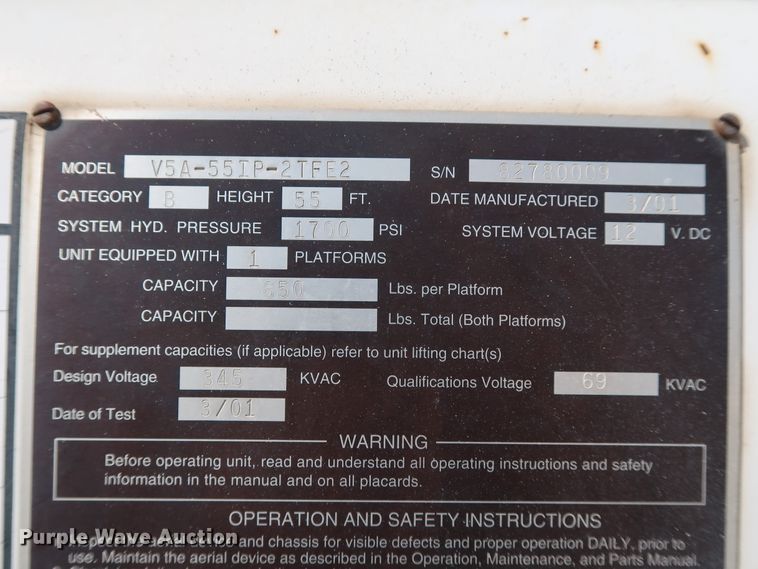 MODEL V5A-55IP-2TFE2 S/N
CATEGORY B HEIGHT 55 FT. DATE MANUFACTURED 3/01
SYSTEM HYD. PRESSURE 1700 PSI SYSTEM VOLTAGE 12 V. DC
UNIT EQUIPPED WITH 1 PLATFORMS
CAPACITY Lbs. per Platform
CAPACITY Lbs. Total (Both Platforms)
For supplement capacities (if applicable) refer to unit lifting chart(s)
Design Voltage 345 KVAC Qualifications Voltage 69 KVAC
Date of Test 3/01
WARNING
Before operating unit, read and understand all operating instructions and safety
information in the manual and on all placards.
OPERATION AND SAFETY INSTRUCTIONS
Inspect the aerial device and chassis for visible defects and proper operation DAILY, prior to
use. Maintain the aerial device as described in the Operation, Maintenance, and Parts Manual.
Purple Wave Auction